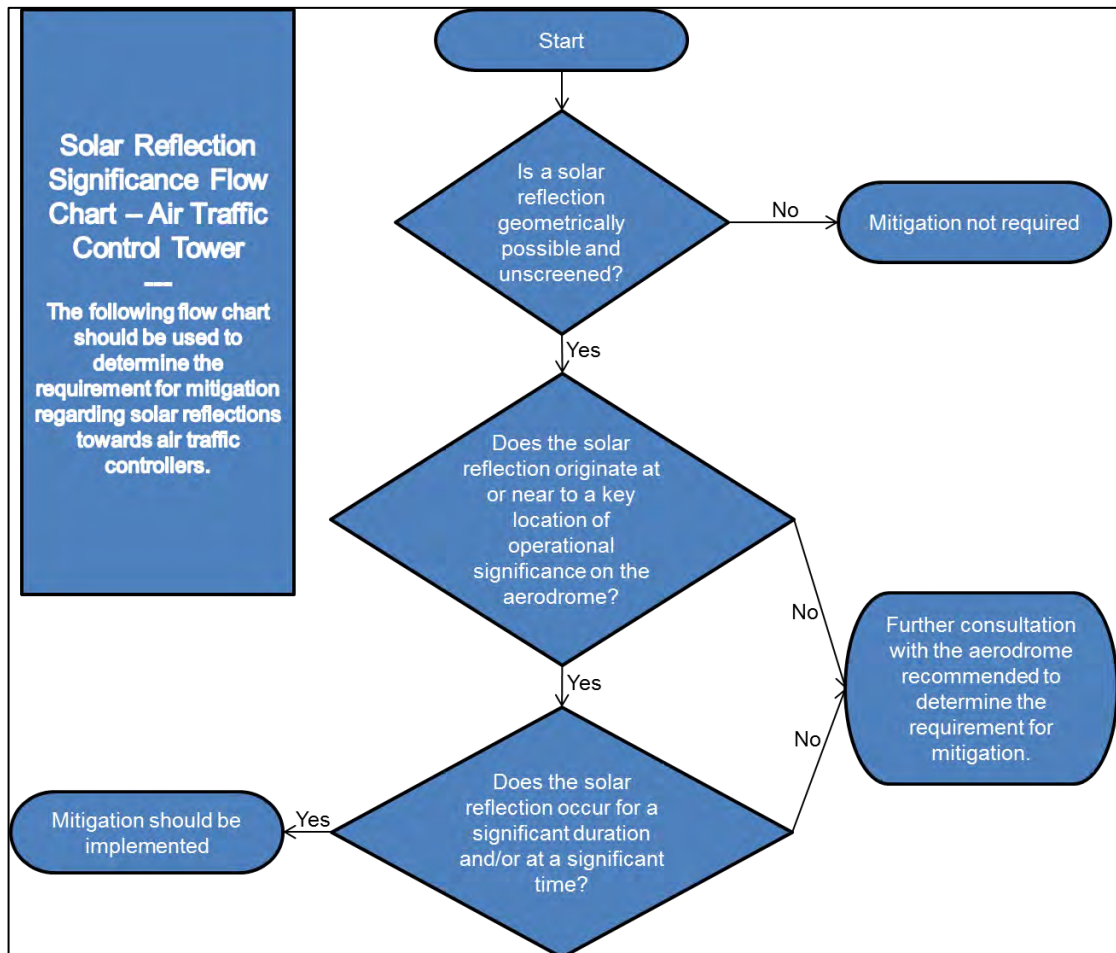 Solar Reflection
Significance Flow
Chart – Air Traffic
Control Tower
---
The following flow chart
should be used to
determine the
requirement for mitigation
regarding solar reflections
towards air traffic
controllers.
Start
Is a solar
reflection
geometrically
possible and
unscreened?
No
Mitigation not required
Yes
Does the solar
reflection originate at
or near to a key
location of
operational
significance on the
aerodrome?
No
Further consultation
with the aerodrome
recommended to
determine the
requirement for
mitigation.
Yes
No
Does the solar
reflection occur for a
significant duration
and/or at a significant
time?
Yes
Mitigation should be
implemented